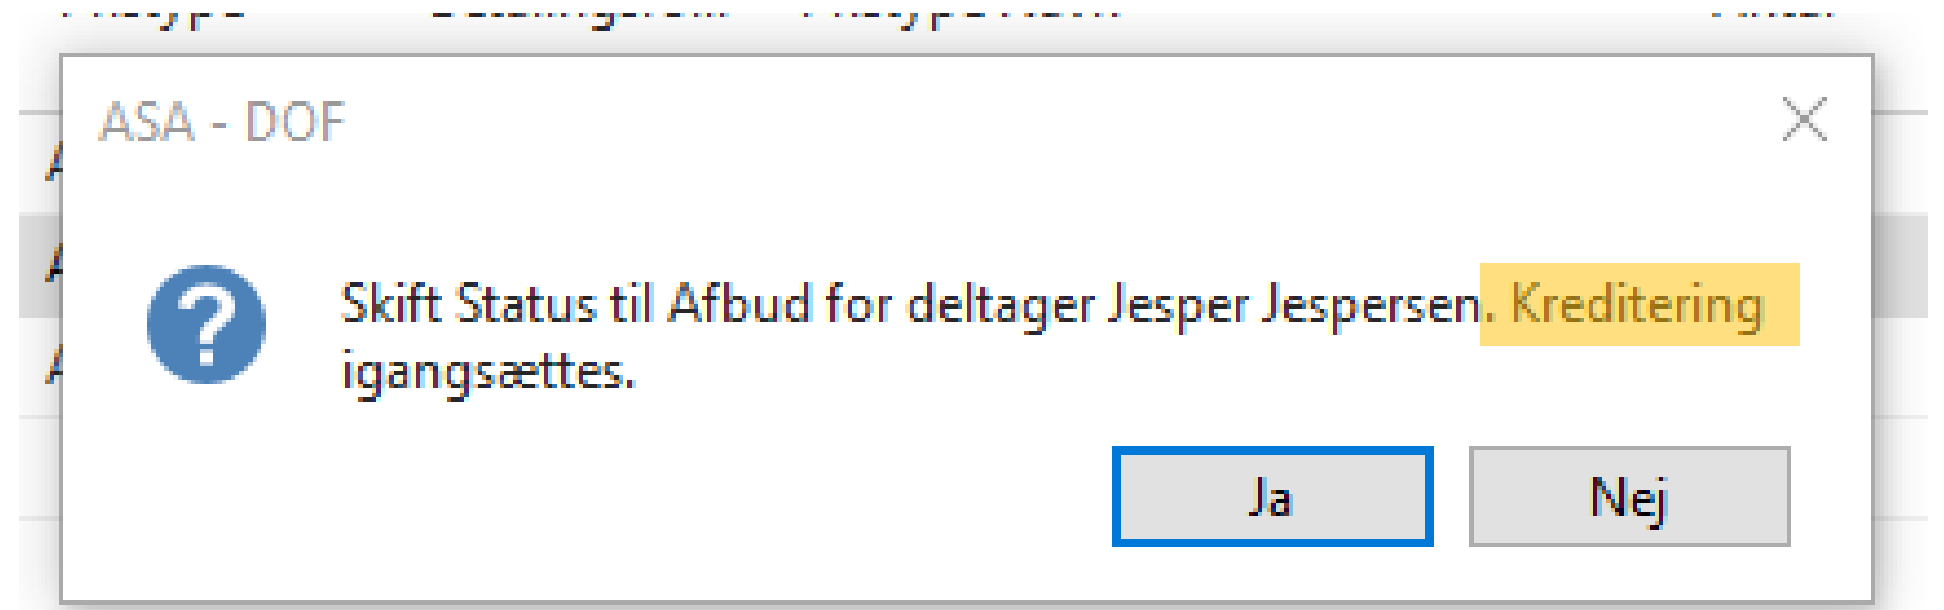 ASA - DOF
Skift Status til Afbud for deltager Jesper Jespersen. Kreditering
igangsættes.
Ja
Nej